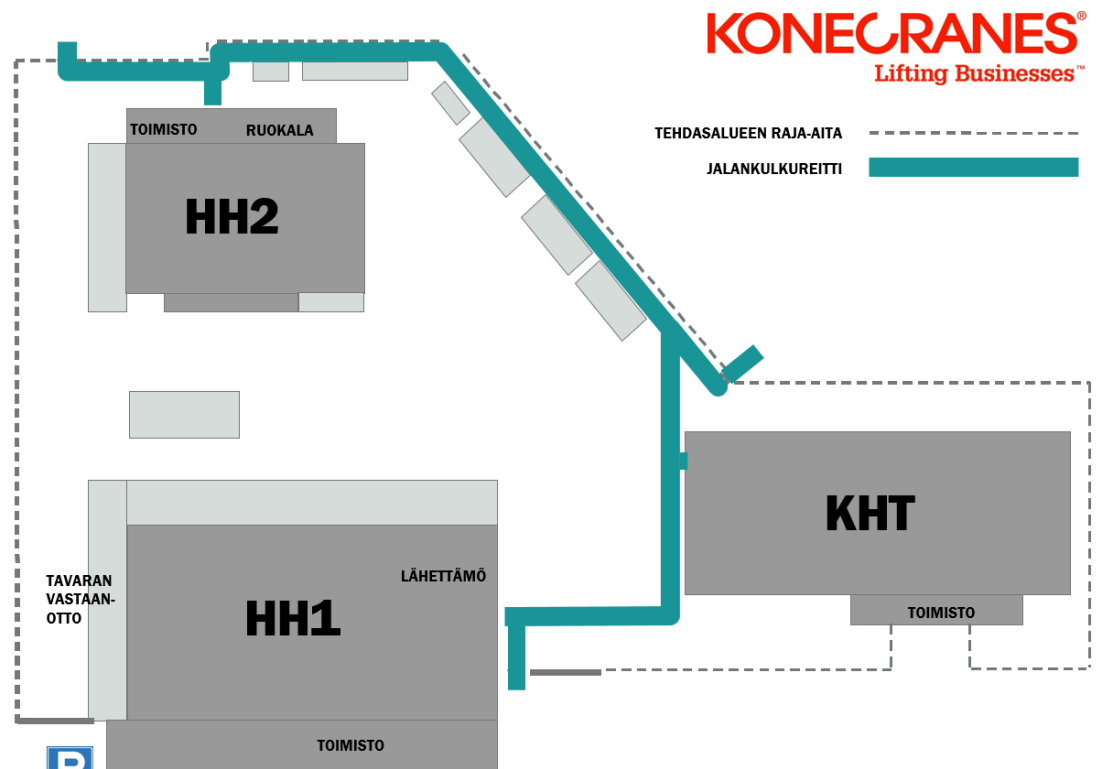 KONECRANES®
Lifting Businesses™
TEHDASALUEEN RAJA-AITA
JALANKULKUREITTI
TOIMISTO
RUOKALA
HH2
KHT
TOIMISTO
TAVARAN
VASTAAN-
OTTO
LÄHETTÄMÖ
HH1
TOIMISTO
P